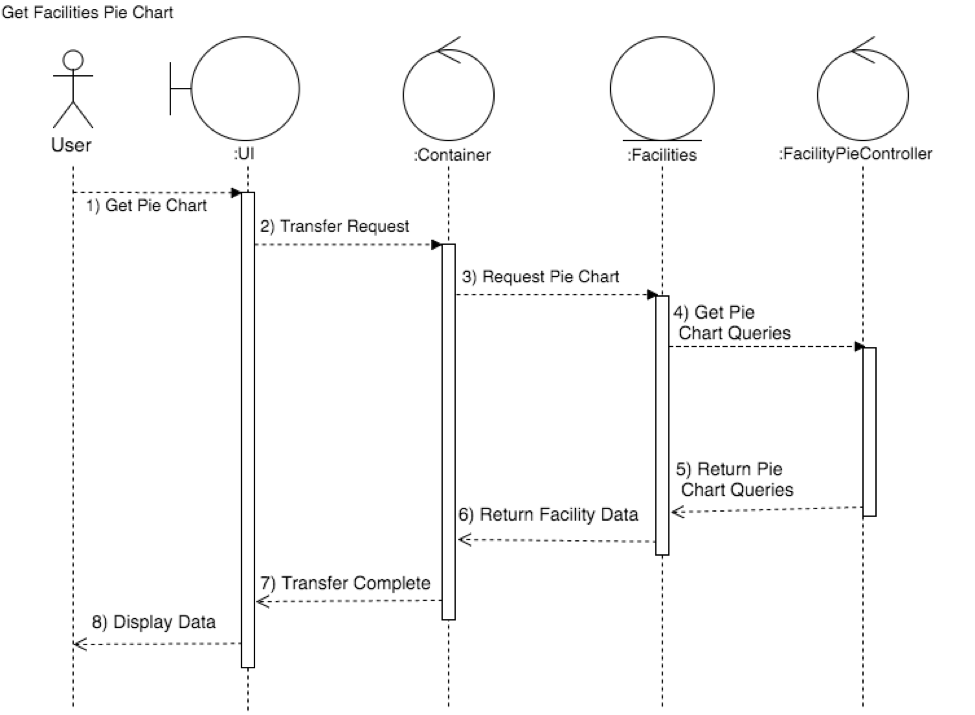 Get Facilities Pie Chart
User
:UI
:Container
:Facilities
:FacilityPieController
1) Get Pie Chart
2) Transfer Request
3) Request Pie Chart
4) Get Pie
Chart Queries
5) Return Pie
Chart Queries
6) Return Facility Data
7) Transfer Complete
8) Display Data